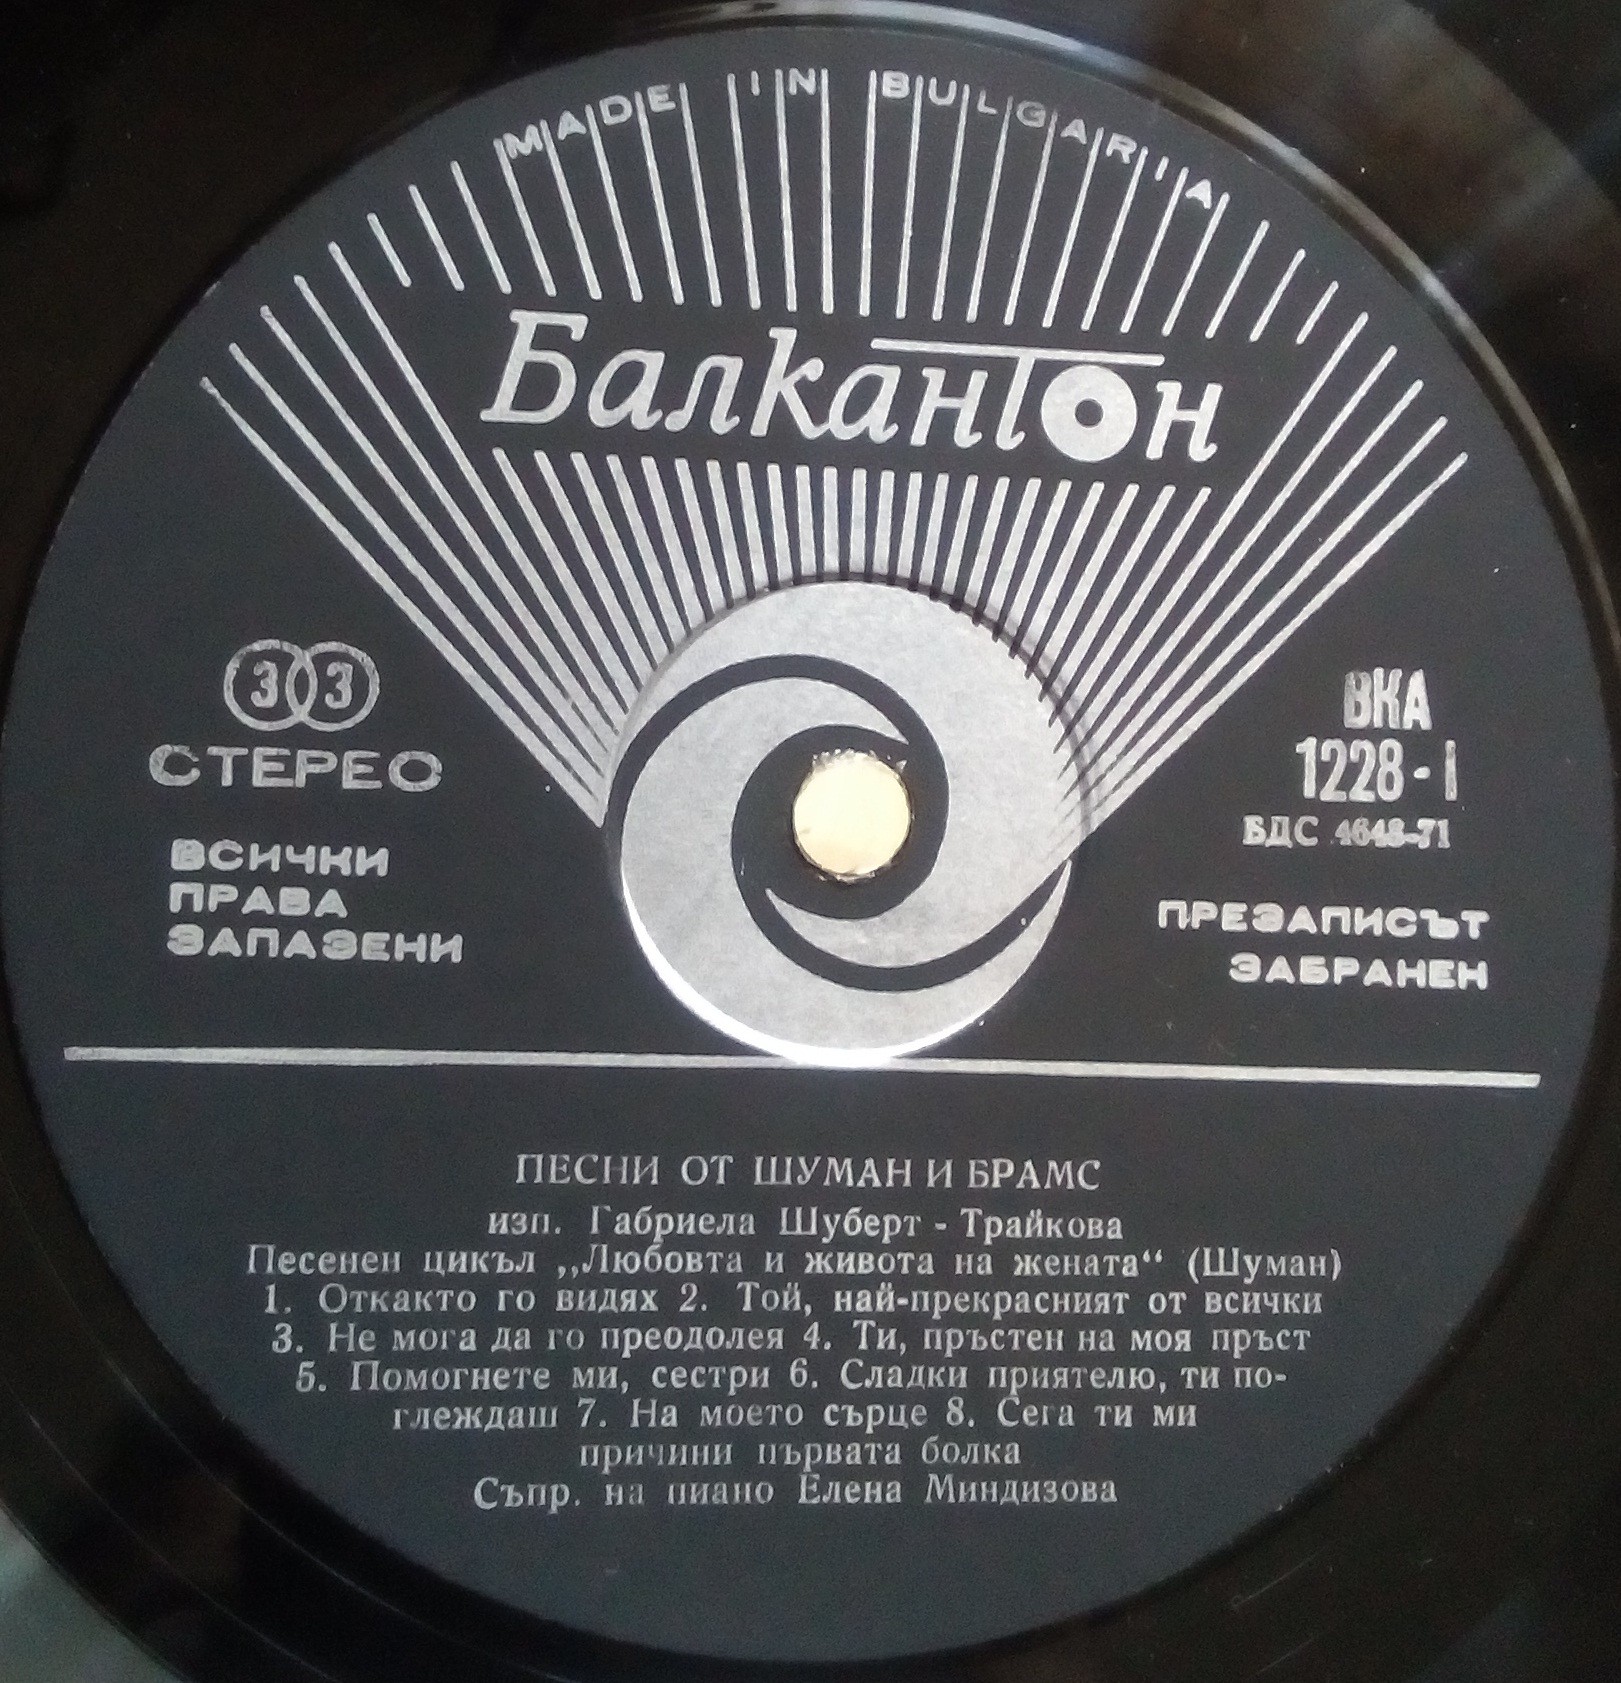 MADE IN BULGARIA
Балкантон
33
СТЕРЕО
ВСИЧКИ
ПРАВА
ЗАПАЗЕНИ
ВКА
1228-I
БДС 4648-71
ПРЕЗАПИСЪТ
ЗАБРАНЕН
ПЕСНИ ОТ ШУМАН И БРАМС
изп. Габриела Шуберт - Трайкова
Песенен цикъл „Любовта и живота на жената“ (Шуман)
1. Откакто го видях 2. Той, най-прекрасният от всички
3. Не мога да го преодолея 4. Ти, пръстен на моя пръст
5. Помогнете ми, сестри 6. Сладки приятелю, ти по-
глеждаш 7. На моето сърце 8. Сега ти ми
причини първата болка
Съпр. на пиано Елена Миндизова